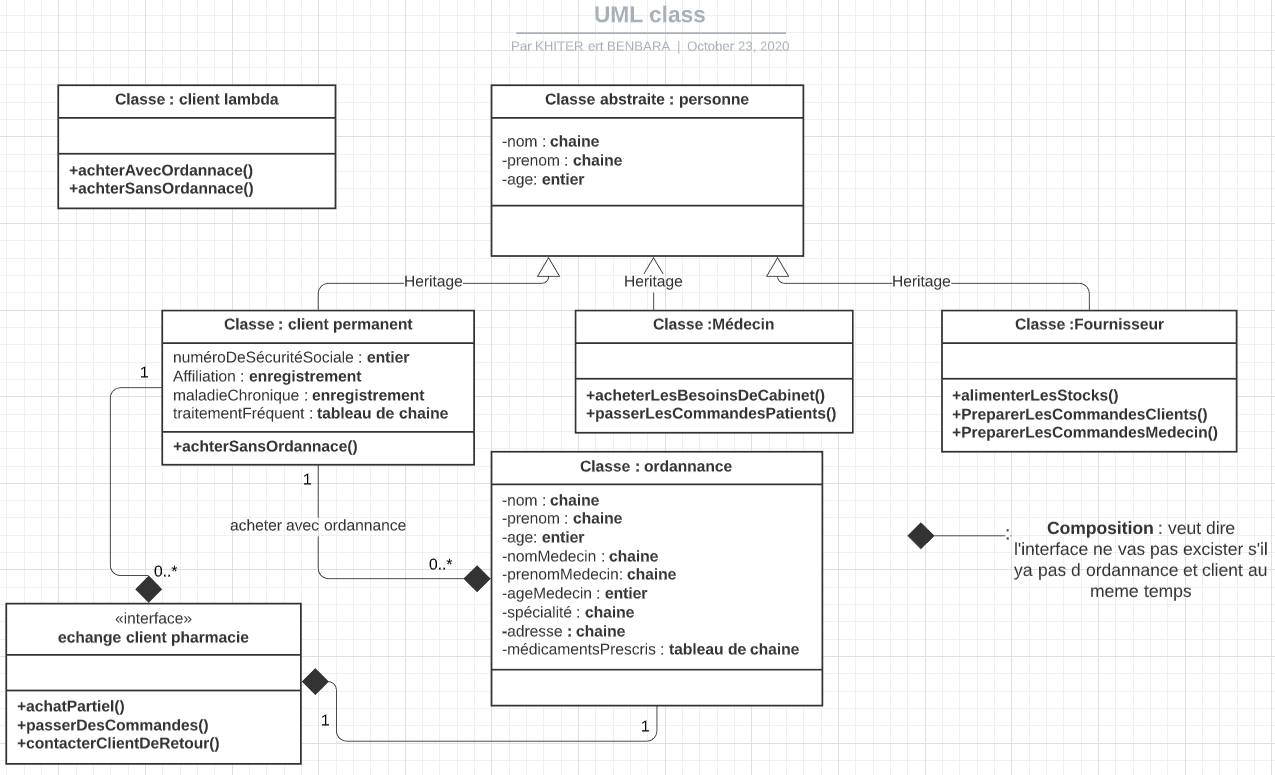 UML class
Par KHITER ert BENBARA | October 23, 2020
Classe : client lambda
+achterAvecOrdannace()
+achterSansOrdannace()
Classe abstraite : personne
-nom : chaine
-prenom : chaine
-age: entier
Heritage
Heritage
Heritage
Classe : client permanent
numéroDeSécuritéSociale : entier
Affiliation : enregistrement
maladieChronique : enregistrement
traitementFréquent : tableau de chaine
+achterSansOrdannace()
Classe :Médecin
+acheterLesBesoinsDeCabinet()
+passerLesCommandesPatients()
Classe :Fournisseur
+alimenterLesStocks()
+PreparerLesCommandesClients()
+PreparerLesCommandesMedecin()
1
1
acheter avec ordannance
0..*
0..*
Classe : ordannance
-nom : chaine
-prenom : chaine
-age: entier
-nomMedecin : chaine
-prenomMedecin: chaine
-ageMedecin : entier
-spécialité : chaine
-adresse : chaine
-médicamentsPrescris : tableau de chaine
: Composition : veut dire
l'interface ne vas pas excister s'il
ya pas d ordannance et client au
meme temps
«interface»
echange client pharmacie
+achatPartiel()
+passerDesCommandes()
+contacterClientDeRetour()
1
1